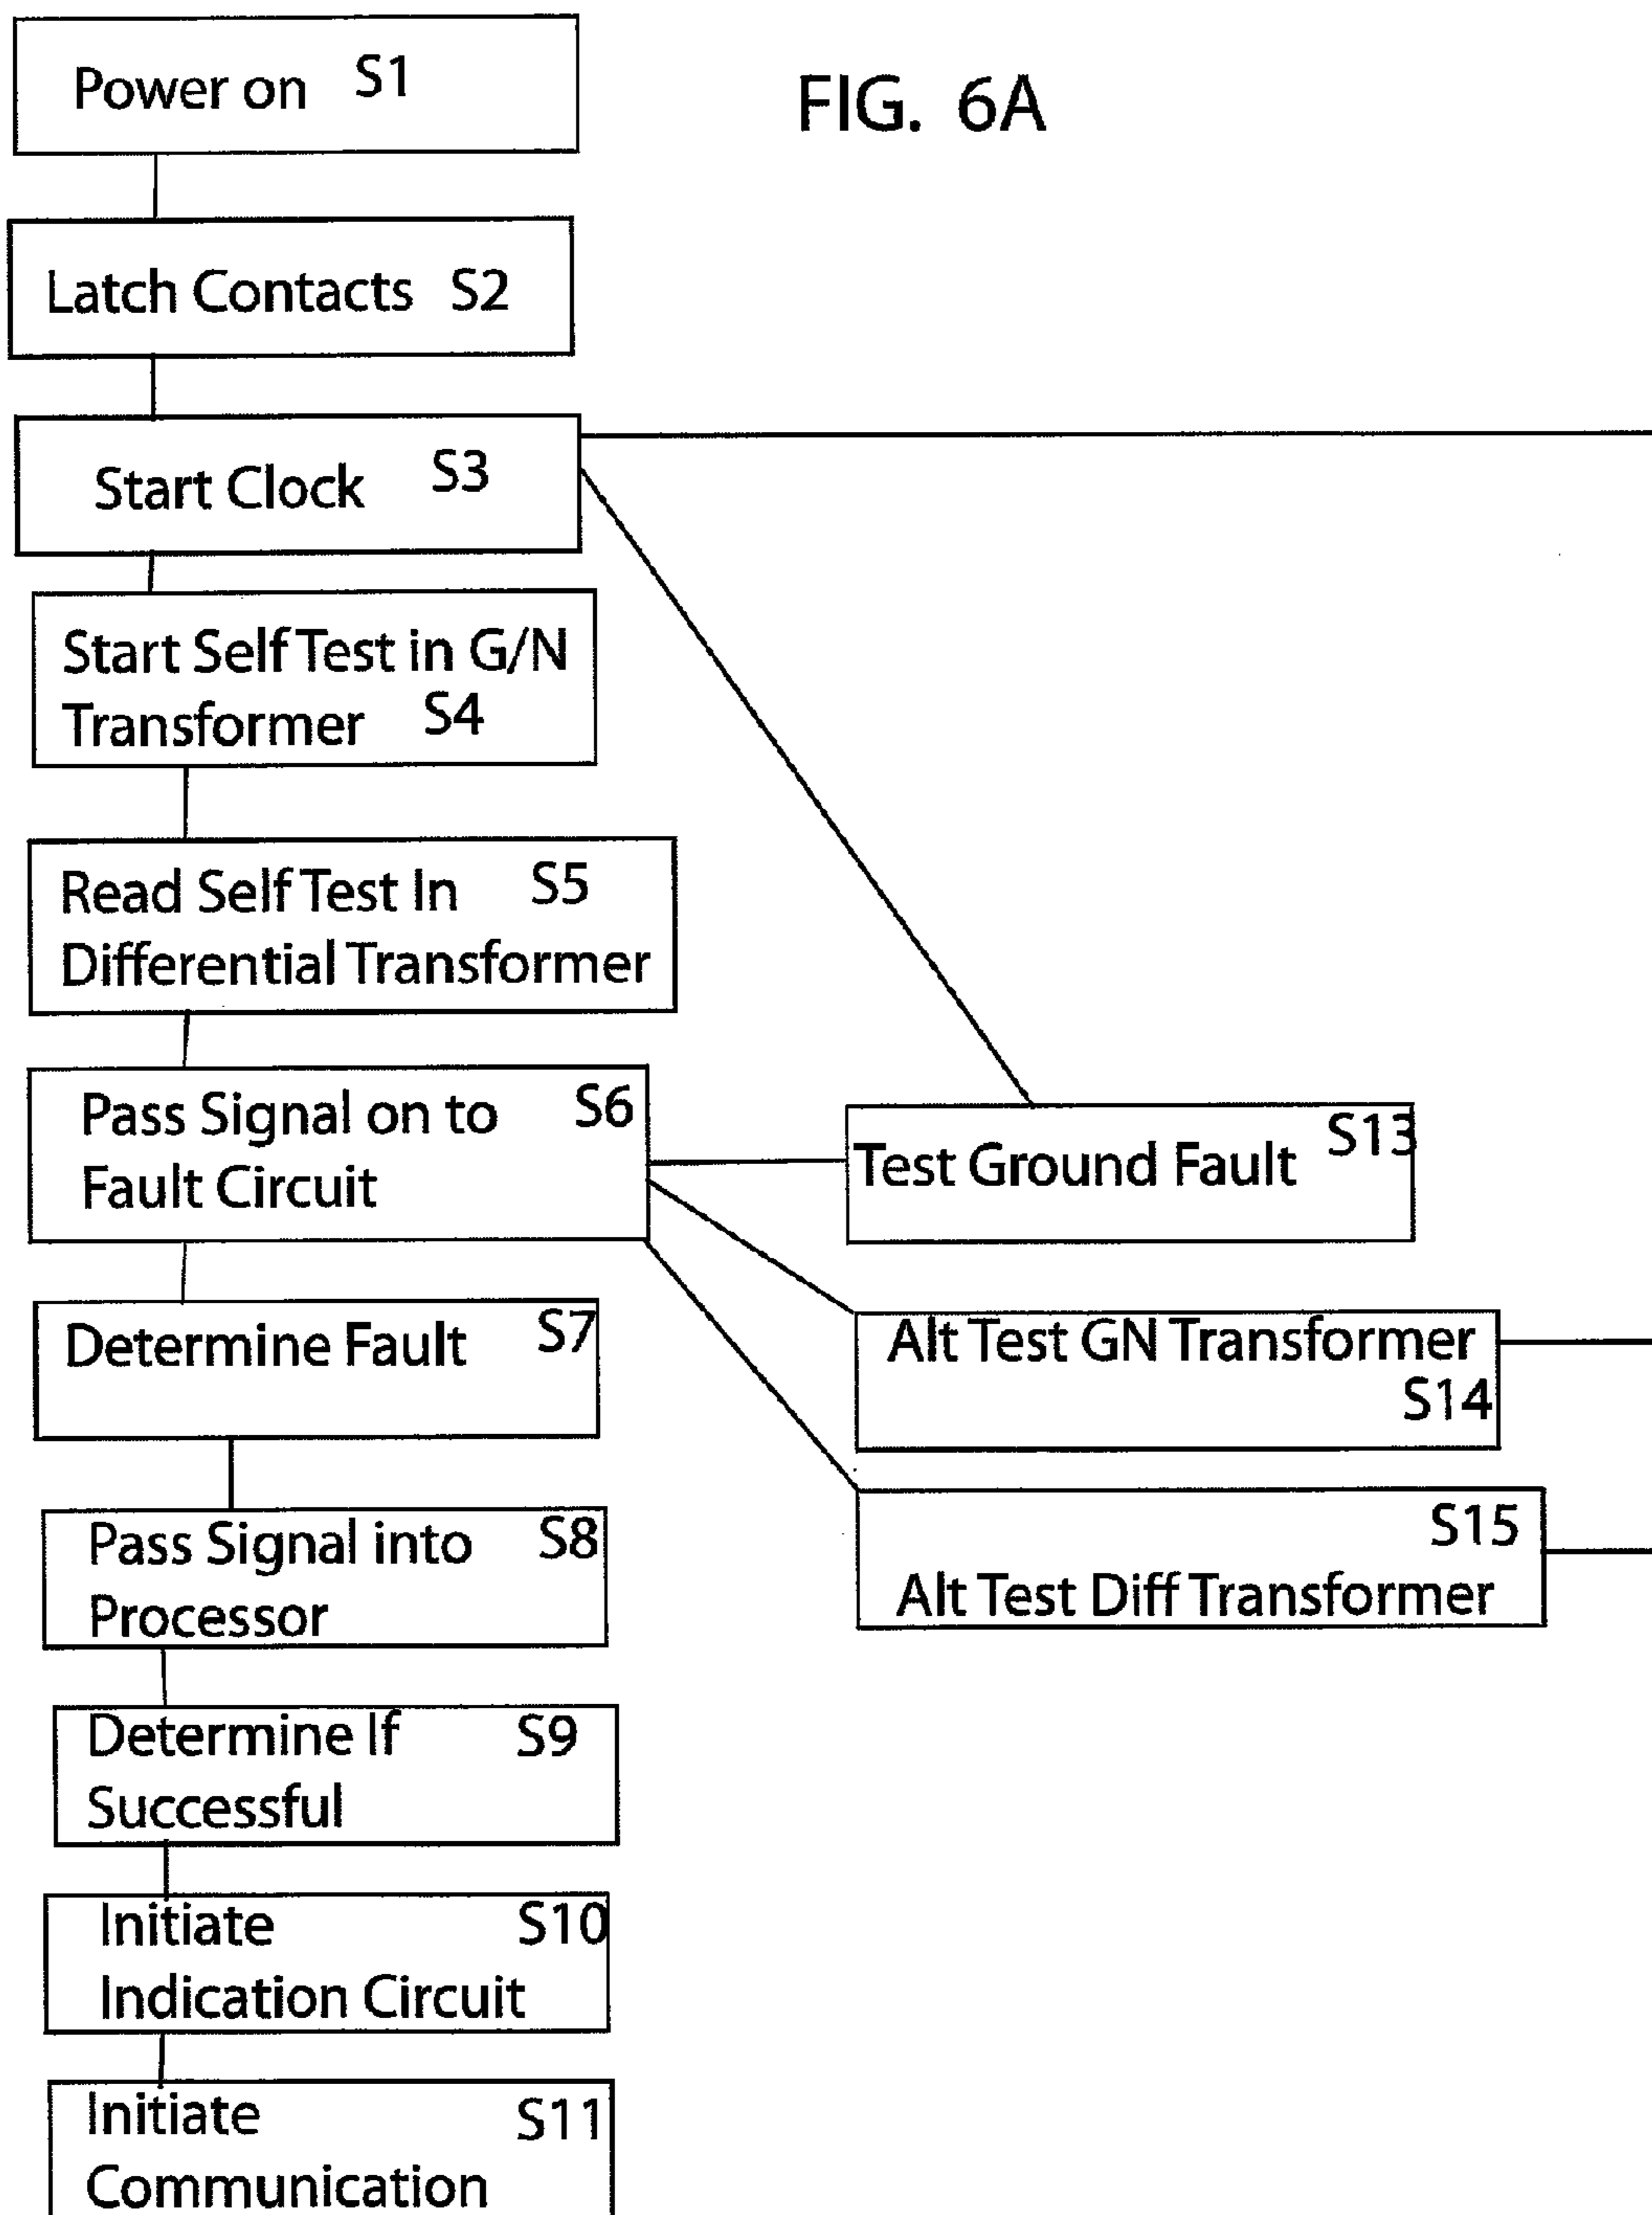 FIG. 6A
Power on S1
Latch Contacts S2
Start Clock S3
Start Self Test in G/N
Transformer S4
Read Self Test In S5
Differential Transformer
Pass Signal on to S6
Fault Circuit
Test Ground Fault S13
Determine Fault S7
Alt Test GN Transformer
S14
Pass Signal into S8
Processor
S15
Alt Test Diff Transformer
Determine If S9
Successful
Initiate S10
Indication Circuit
Initiate S11
Communication